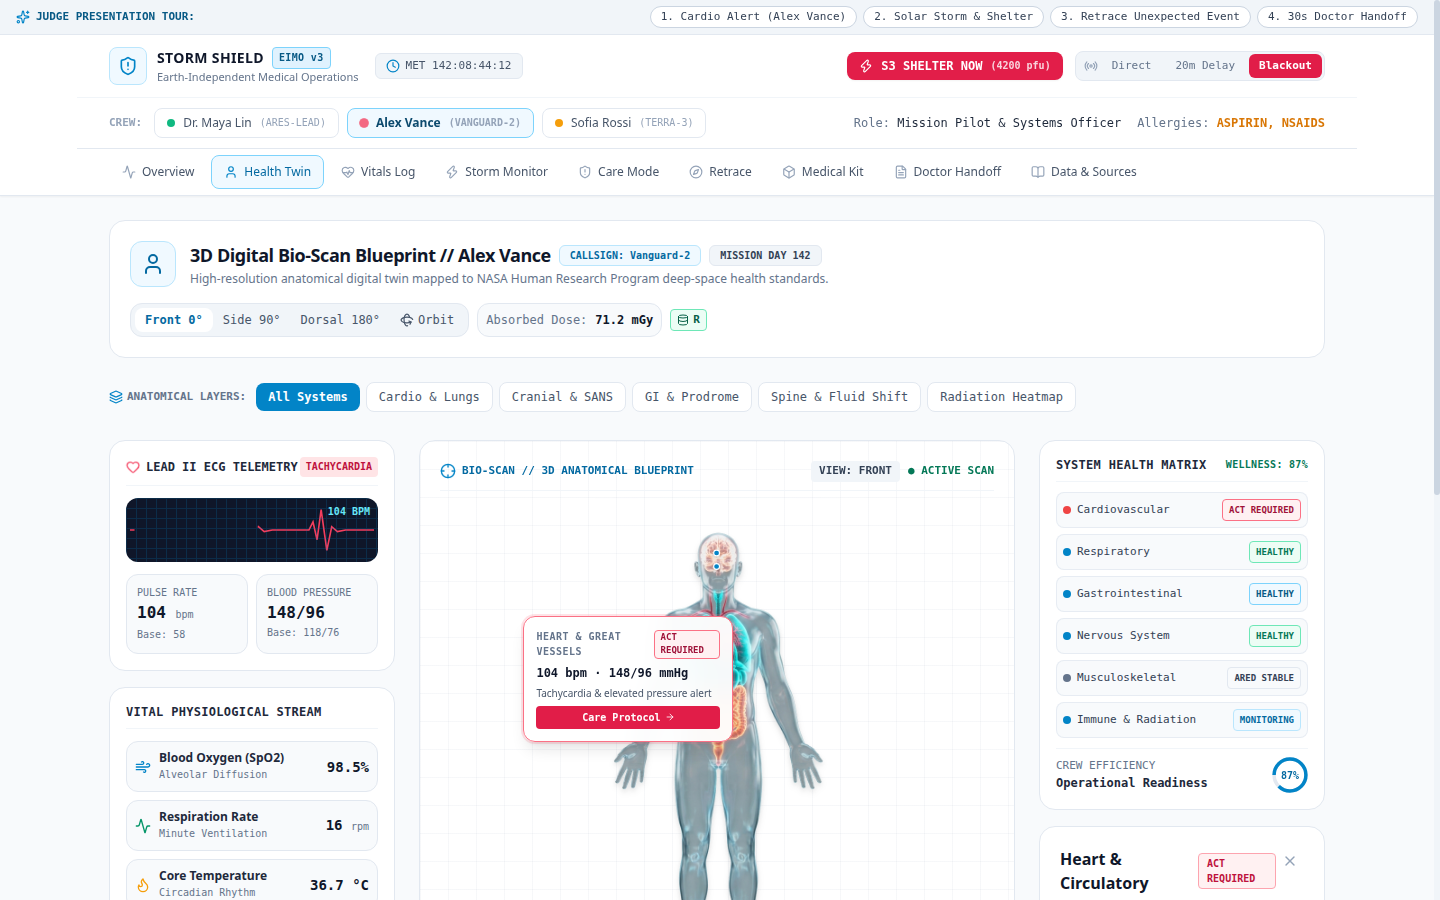 JUDGE PRESENTATION TOUR:
1. Cardio Alert (Alex Vance)
2. Solar Storm & Shelter
3. Retrace Unexpected Event
4. 30s Doctor Handoff
STORM SHIELD
EIMO v3
Earth-Independent Medical Operations
MET 142:08:44:12
S3 SHELTER NOW (4200 pfu)
Direct
20m Delay
Blackout
CREW:
Dr. Maya Lin (ARES-LEAD)
Alex Vance (VANGUARD-2)
Sofia Rossi (TERRA-3)
Role: Mission Pilot & Systems Officer
Allergies: ASPIRIN, NSAIDS
Overview
Health Twin
Vitals Log
Storm Monitor
Care Mode
Retrace
Medical Kit
Doctor Handoff
Data & Sources
3D Digital Bio-Scan Blueprint // Alex Vance
CALLSIGN: Vanguard-2
MISSION DAY 142
High-resolution anatomical digital twin mapped to NASA Human Research Program deep-space health standards.
Front 0°
Side 90°
Dorsal 180°
Orbit
Absorbed Dose: 71.2 mGy
R
ANATOMICAL LAYERS:
All Systems
Cardio & Lungs
Cranial & SANS
GI & Prodrome
Spine & Fluid Shift
Radiation Heatmap
LEAD II ECG TELEMETRY
TACHYCARDIA
104 BPM
PULSE RATE
104 bpm
Base: 58
BLOOD PRESSURE
148/96
Base: 118/76
VITAL PHYSIOLOGICAL STREAM
Blood Oxygen (SpO2)
Alveolar Diffusion
98.5%
Respiration Rate
Minute Ventilation
16 rpm
Core Temperature
Circadian Rhythm
36.7 °C
BIO-SCAN // 3D ANATOMICAL BLUEPRINT
VIEW: FRONT
ACTIVE SCAN
HEART & GREAT
VESSELS
ACT
REQUIRED
104 bpm · 148/96 mmHg
Tachycardia & elevated pressure alert
Care Protocol →
SYSTEM HEALTH MATRIX
WELLNESS: 87%
Cardiovascular
ACT REQUIRED
Respiratory
HEALTHY
Gastrointestinal
HEALTHY
Nervous System
HEALTHY
Musculoskeletal
ARED STABLE
Immune & Radiation
MONITORING
CREW EFFICIENCY
Operational Readiness
87%
Heart &
Circulatory
ACT
REQUIRED